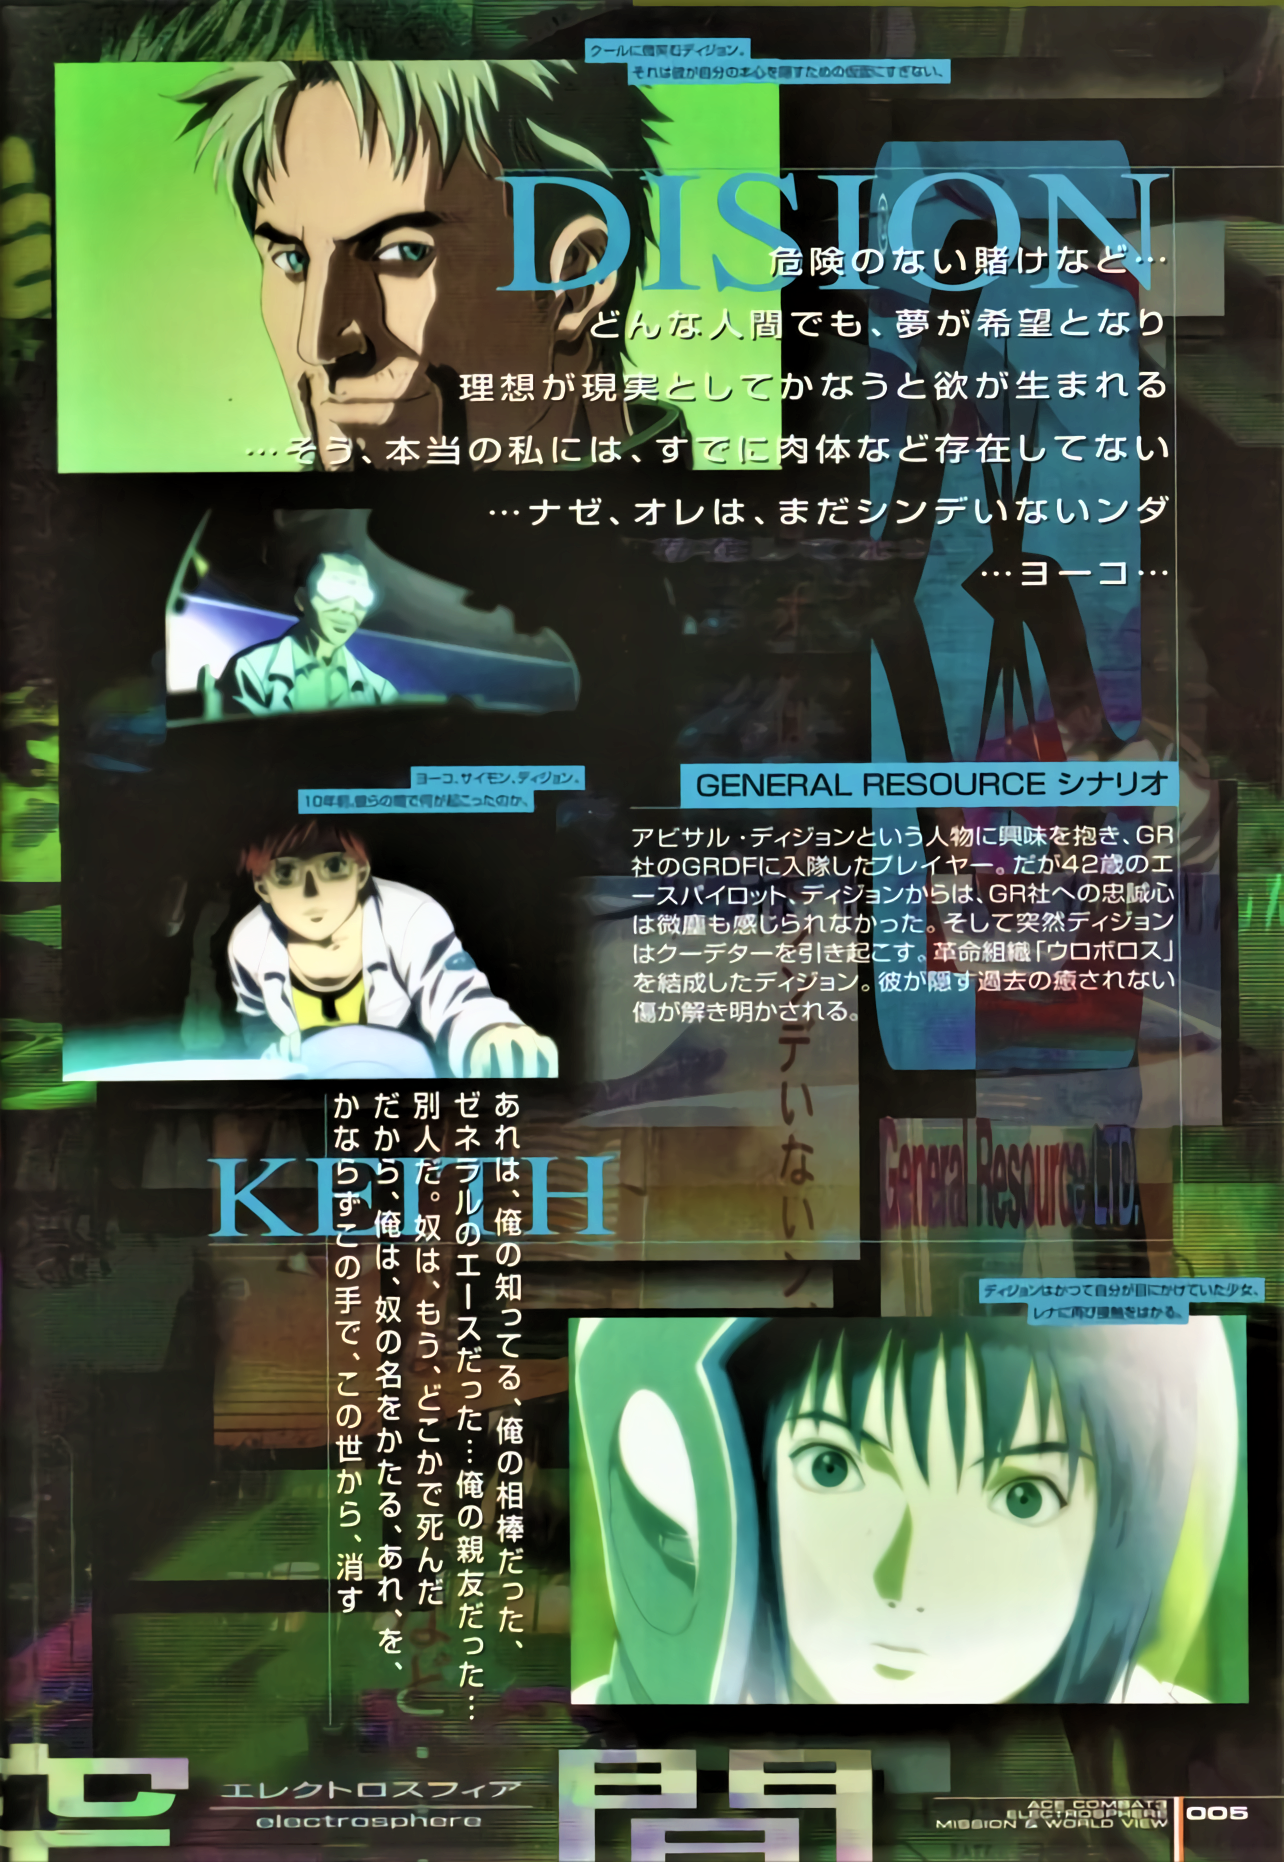 クールに微笑むディジョン。
それは彼が自分の本心を隠すための仮面にすぎない、
DISION
危険のない賭けなど…
どんな人間でも、夢が希望となり
理想が現実としてかなうと欲が生まれる
…そう、本当の私には、すでに肉体など存在してない
…ナゼ、オレは、まだシンデいないンダ
…ヨーコ…
ヨーコ、サイモン、ディジョン。
10年前、彼らの間で何が起こったのか、
GENERAL RESOURCE シナリオ
アビサル・ディジョンという人物に興味を抱き、GR
社のGRDFに入隊したプレイヤー。だが42歳のエ
ースパイロット、ディジョンからは、GR社への忠誠心
は微塵も感じられなかった。そして突然ディジョン
はクーデターを引き起こす。革命組織「ウロボロス」
を結成したディジョン。彼が隠す過去の癒されない
傷が解き明かされる。
デいないン、
General Resource LTD.
KEITH
あれは、俺の知ってる、俺の相棒だった、
ゼネラルのエースだった…俺の親友だった…
別人だ。奴は、もう、どこかで死んだ
だから、俺は、奴の名をかたる、あれ、を、
かならずこの手で、この世から、消す
など
ディジョンはかつて自分が目にかけていた少女、
レナに再び接触をはかる。
エレクトロスフィア
electrosphere
間
ACE COMBAT3
ELECTROSPHERE
MISSION & WORLD VIEW
005